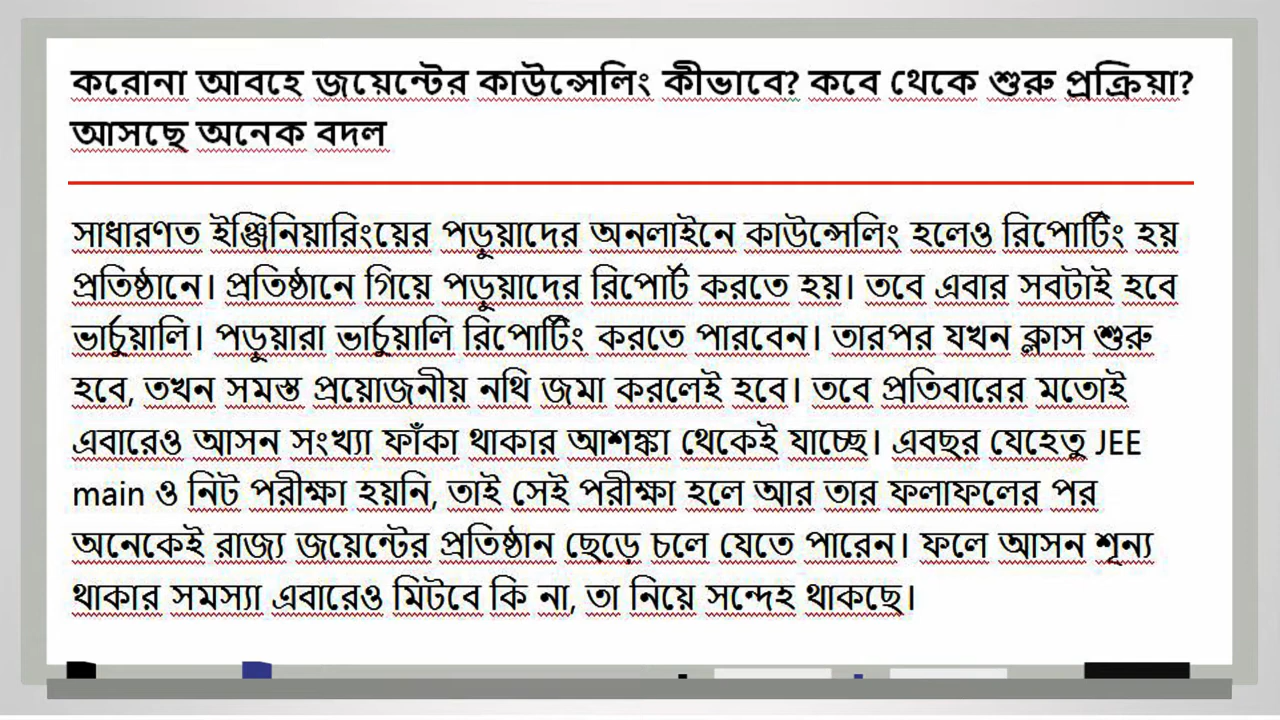 করোনা আবহে জয়েন্টের কাউন্সেলিং কীভাবে? কবে থেকে শুরু প্রক্রিয়া?
আসছে অনেক বদল
সাধারণত ইঞ্জিনিয়ারিংয়ের পড়ুয়াদের অনলাইনে কাউন্সেলিং হলেও রিপোর্টিং হয়
প্রতিষ্ঠানে। প্রতিষ্ঠানে গিয়ে পড়ুয়াদের রিপোর্ট করতে হয়। তবে এবার সবটাই হবে
ভার্চুয়ালি। পড়ুয়ারা ভার্চুয়ালি রিপোর্টিং করতে পারবেন। তারপর যখন ক্লাস শুরু
হবে, তখন সমস্ত প্রয়োজনীয় নথি জমা করলেই হবে। তবে প্রতিবারের মতোই
এবারেও আসন সংখ্যা ফাঁকা থাকার আশঙ্কা থেকেই যাচ্ছে। এবছর যেহেতু JEE
main ও নিট পরীক্ষা হয়নি, তাই সেই পরীক্ষা হলে আর তার ফলাফলের পর
অনেকেই রাজ্য জয়েন্টের প্রতিষ্ঠান ছেড়ে চলে যেতে পারেন। ফলে আসন শূন্য
থাকার সমস্যা এবারেও মিটবে কি না, তা নিয়ে সন্দেহ থাকছে।